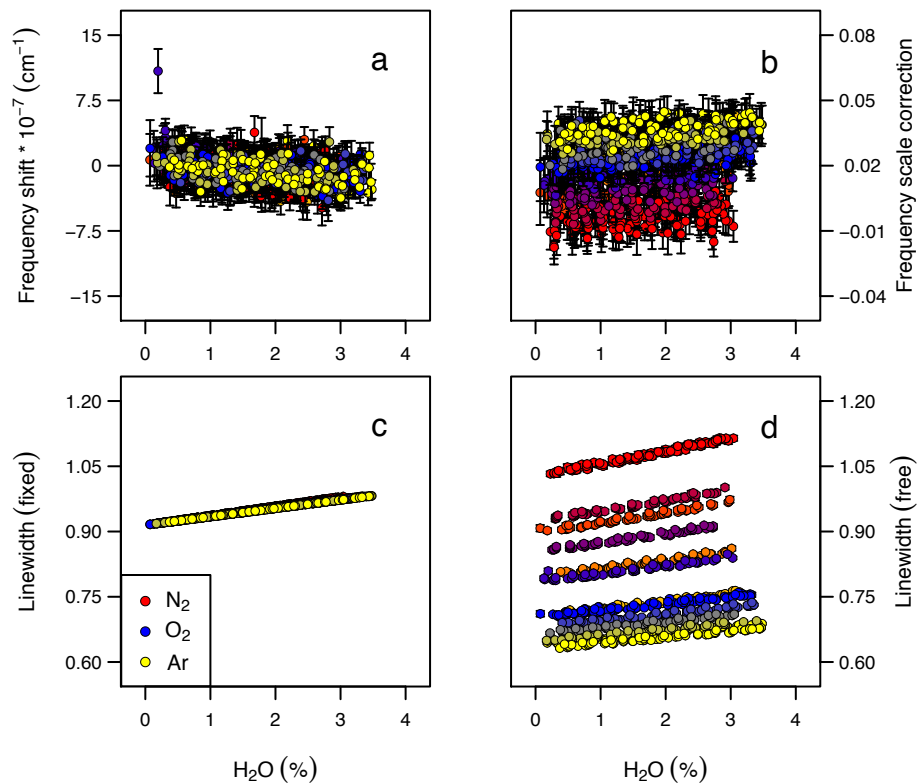 a
b
15
7.5
0
−7.5
−15
Frequency shift * 10⁻⁷ (cm⁻¹)
0.08
0.05
0.02
−0.01
−0.04
Frequency scale correction
0 1 2 3 4
0 1 2 3 4
c
d
1.20
1.05
0.90
0.75
0.60
Linewidth (fixed)
1.20
1.05
0.90
0.75
0.60
Linewidth (free)
N₂
O₂
Ar
0 1 2 3 4
0 1 2 3 4
H₂O (%)
H₂O (%)